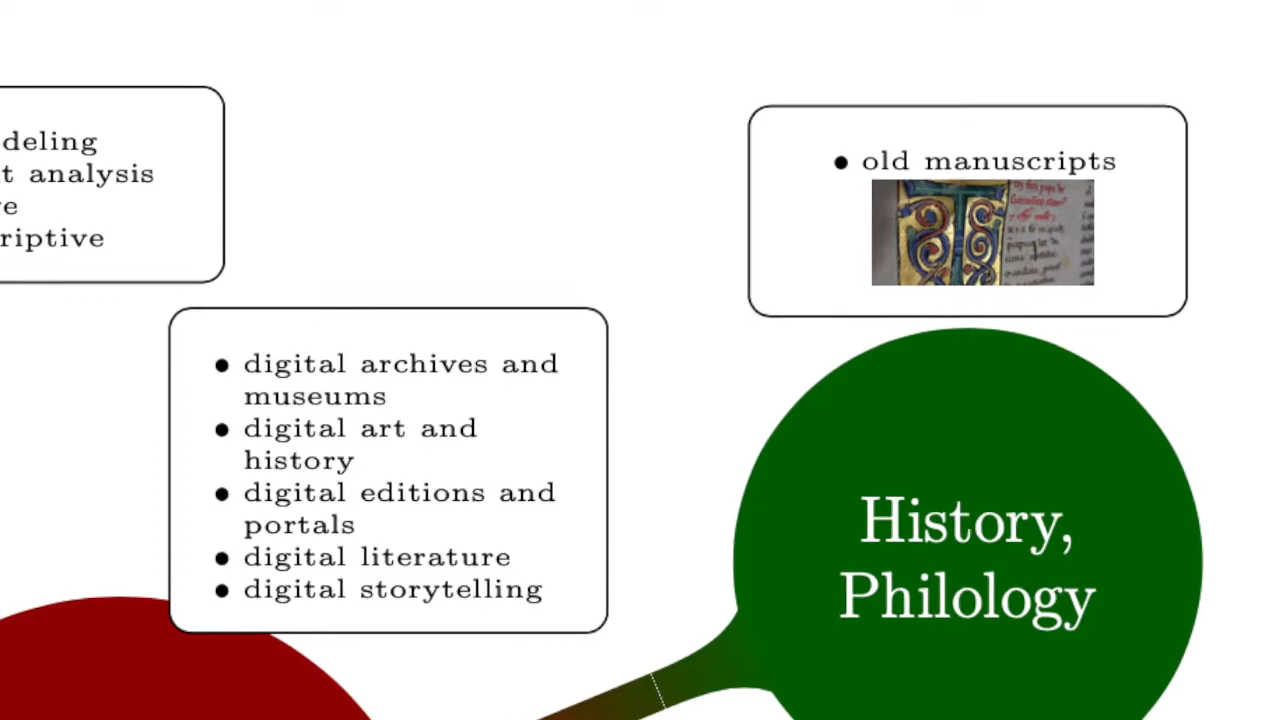 deling
t analysis
e
riptive
• old manuscripts
• digital archives and
museums
• digital art and
history
• digital editions and
portals
• digital literature
• digital storytelling
History,
Philology